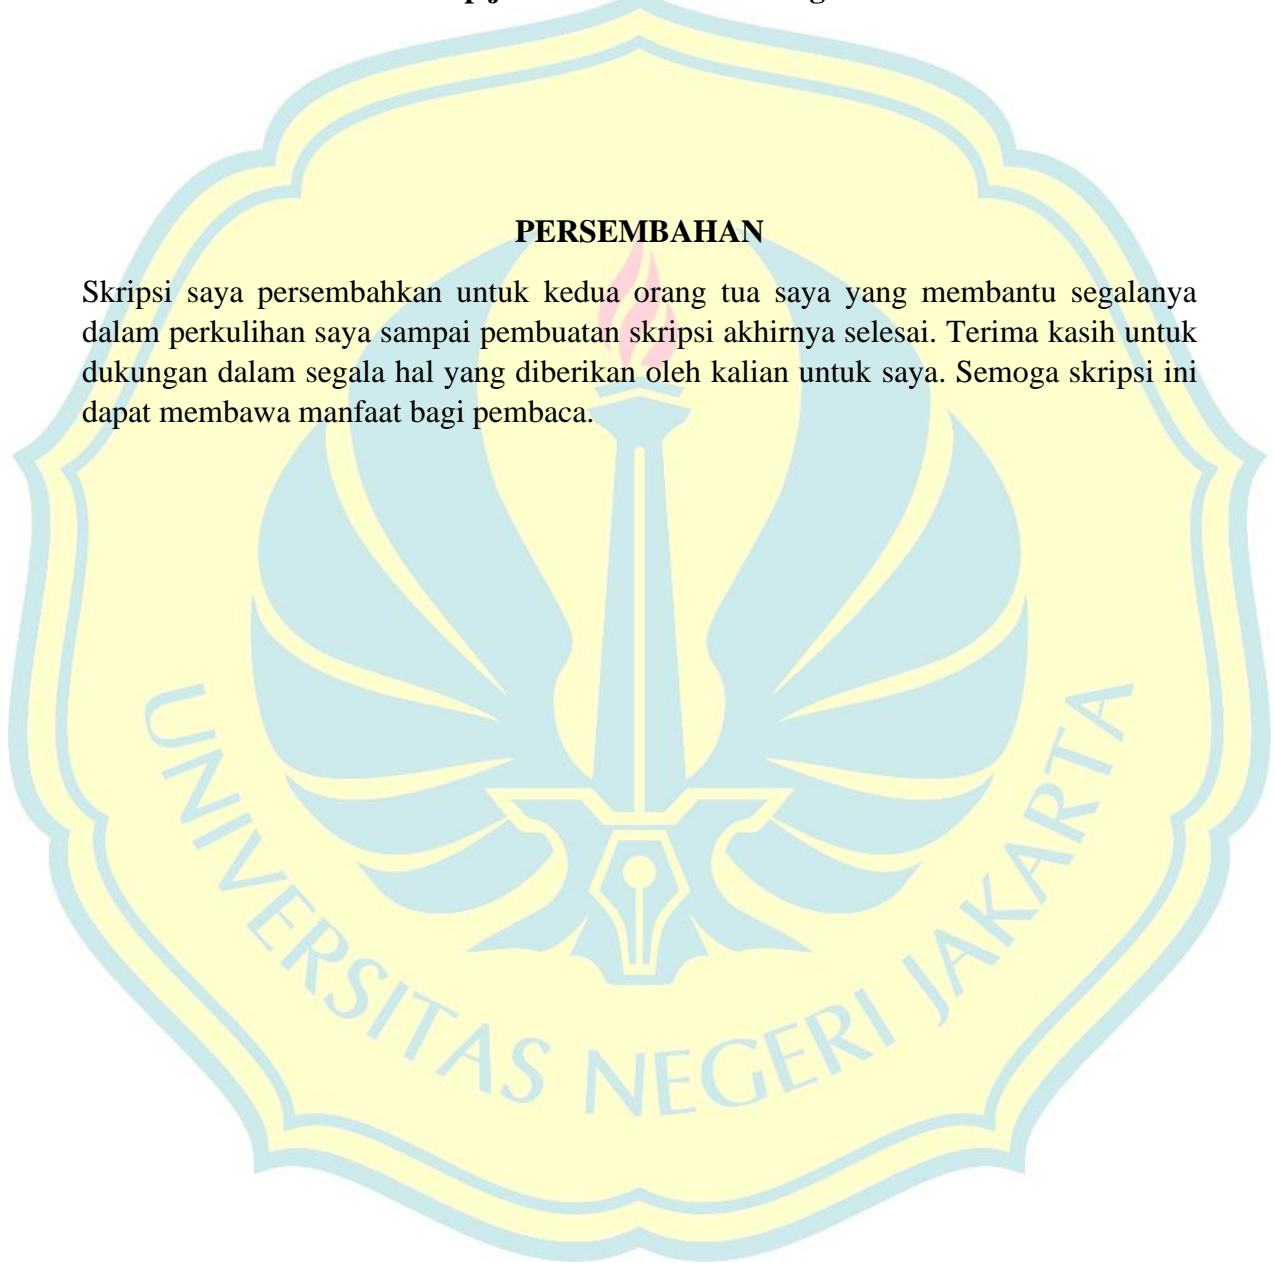 PERSEMBAHAN
Skripsi saya persembahkan untuk kedua orang tua saya yang membantu segalanya
dalam perkulihan saya sampai pembuatan skripsi akhirnya selesai. Terima kasih untuk
dukungan dalam segala hal yang diberikan oleh kalian untuk saya. Semoga skripsi ini
dapat membawa manfaat bagi pembaca.
UNIVERSITAS NEGERI JAKARTA